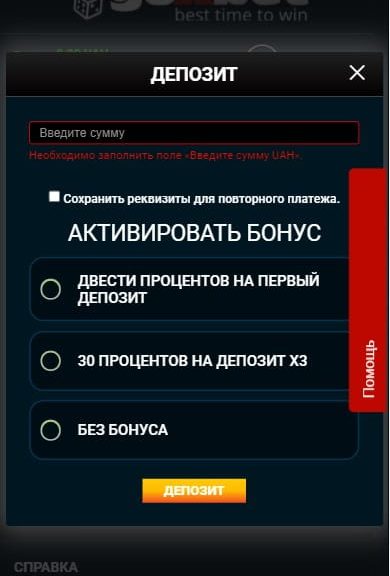 best time to win
ДЕПОЗИТ
Введите сумму
Необходимо заполнить поле «Введите сумму UAH».
Сохранить реквизиты для повторного платежа.
АКТИВИРОВАТЬ БОНУС
ДВЕСТИ ПРОЦЕНТОВ НА ПЕРВЫЙ
ДЕПОЗИТ
30 ПРОЦЕНТОВ НА ДЕПОЗИТ X3
Помощь
БЕЗ БОНУСА
ДЕПОЗИТ
СПРАВКА